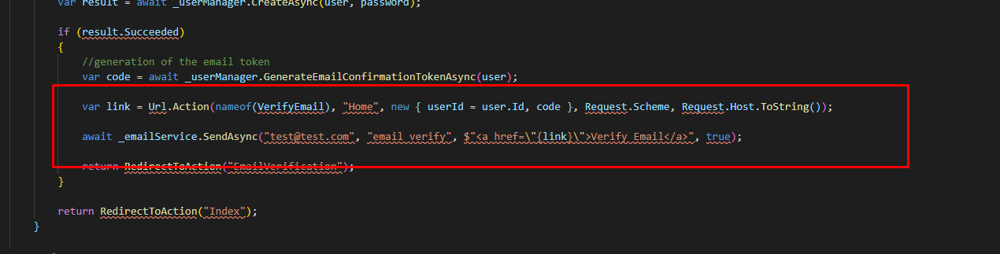 var result = await _userManager.CreateAsync(user, password);
if (result.Succeeded)
{
//generation of the email token
var code = await _userManager.GenerateEmailConfirmationTokenAsync(user);
var link = Url.Action(nameof(VerifyEmail), "Home", new { userId = user.Id, code }, Request.Scheme, Request.Host.ToString());
await _emailService.SendAsync("test@test.com", "email verify", $"<a href=\"{link}\">Verify Email</a>", true);
return RedirectToAction("EmailVerification");
}
return RedirectToAction("Index");
}